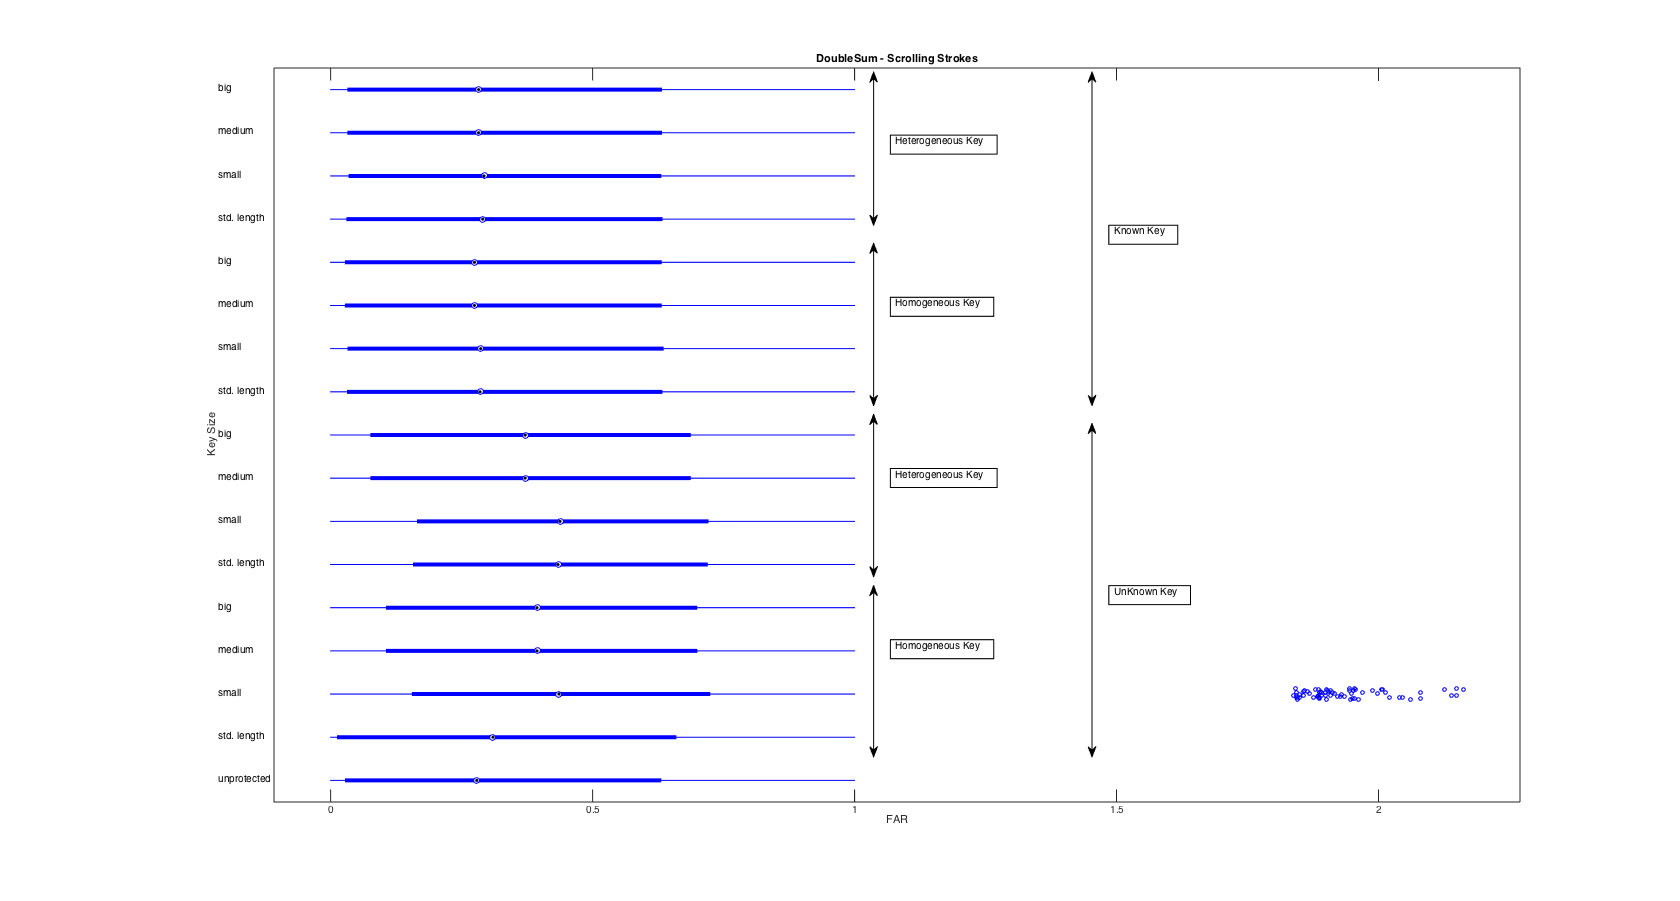 DoubleSum - Scrolling Strokes
big
medium
Heterogeneous Key
small
std. length
Known Key
big
medium
Homogeneous Key
small
std. length
Key Size
big
medium
Heterogeneous Key
small
std. length
UnKnown Key
big
medium
Homogeneous Key
small
std. length
unprotected
0 0.5 1 1.5 2
FAR